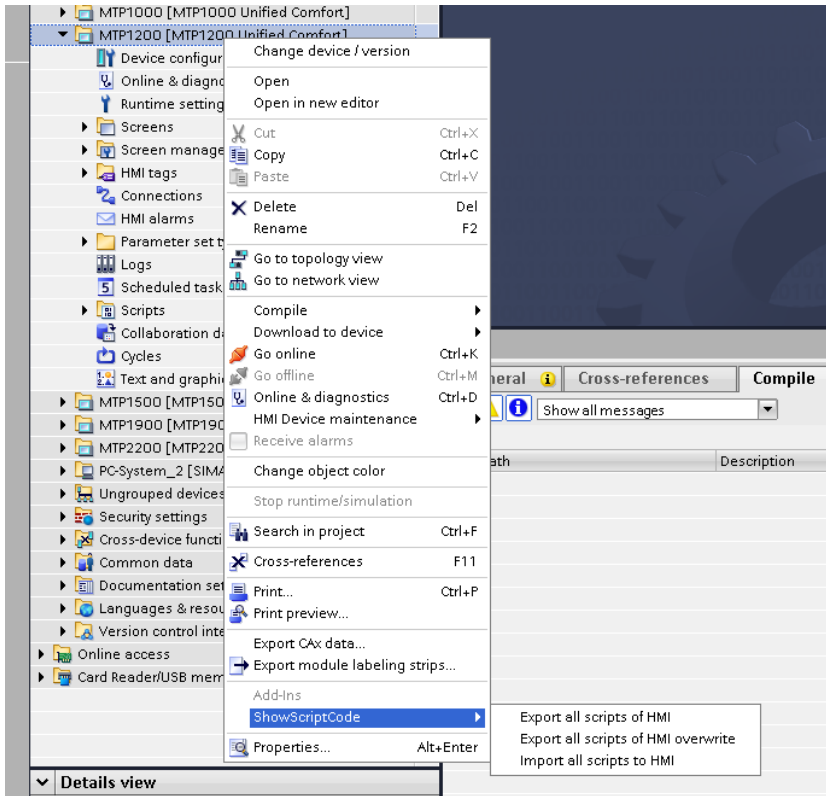 MTP1000 [MTP1000 Unified Comfort]
MTP1200 [MTP1200 Unified Comfort]
Device configur
Online & diagno
Runtime setting
Screens
Screen manage
HMI tags
Connections
HMI alarms
Parameter set t
Logs
Scheduled task
Scripts
Collaboration da
Cycles
Text and graphi
MTP1500 [MTP150
MTP1900 [MTP190
MTP2200 [MTP220
PC-System_2 [SIMA
Ungrouped devices
Security settings
Cross-device functi
Common data
Documentation set
Languages & resou
Version control inte
Online access
Card Reader/USB mem
Details view
Change device / version
Open
Open in new editor
Cut Ctrl+X
Copy Ctrl+C
Paste Ctrl+V
Delete Del
Rename F2
Go to topology view
Go to network view
Compile
Download to device
Go online Ctrl+K
Go offline Ctrl+M
Online & diagnostics Ctrl+D
HMI Device maintenance
Receive alarms
Change object color
Stop runtime/simulation
Search in project Ctrl+F
Cross-references F11
Print... Ctrl+P
Print preview...
Export CAx data...
Export module labeling strips...
Add-Ins
ShowScriptCode
Properties... Alt+Enter
Export all scripts of HMI
Export all scripts of HMI overwrite
Import all scripts to HMI
neral Cross-references Compile
Show all messages
ath Description